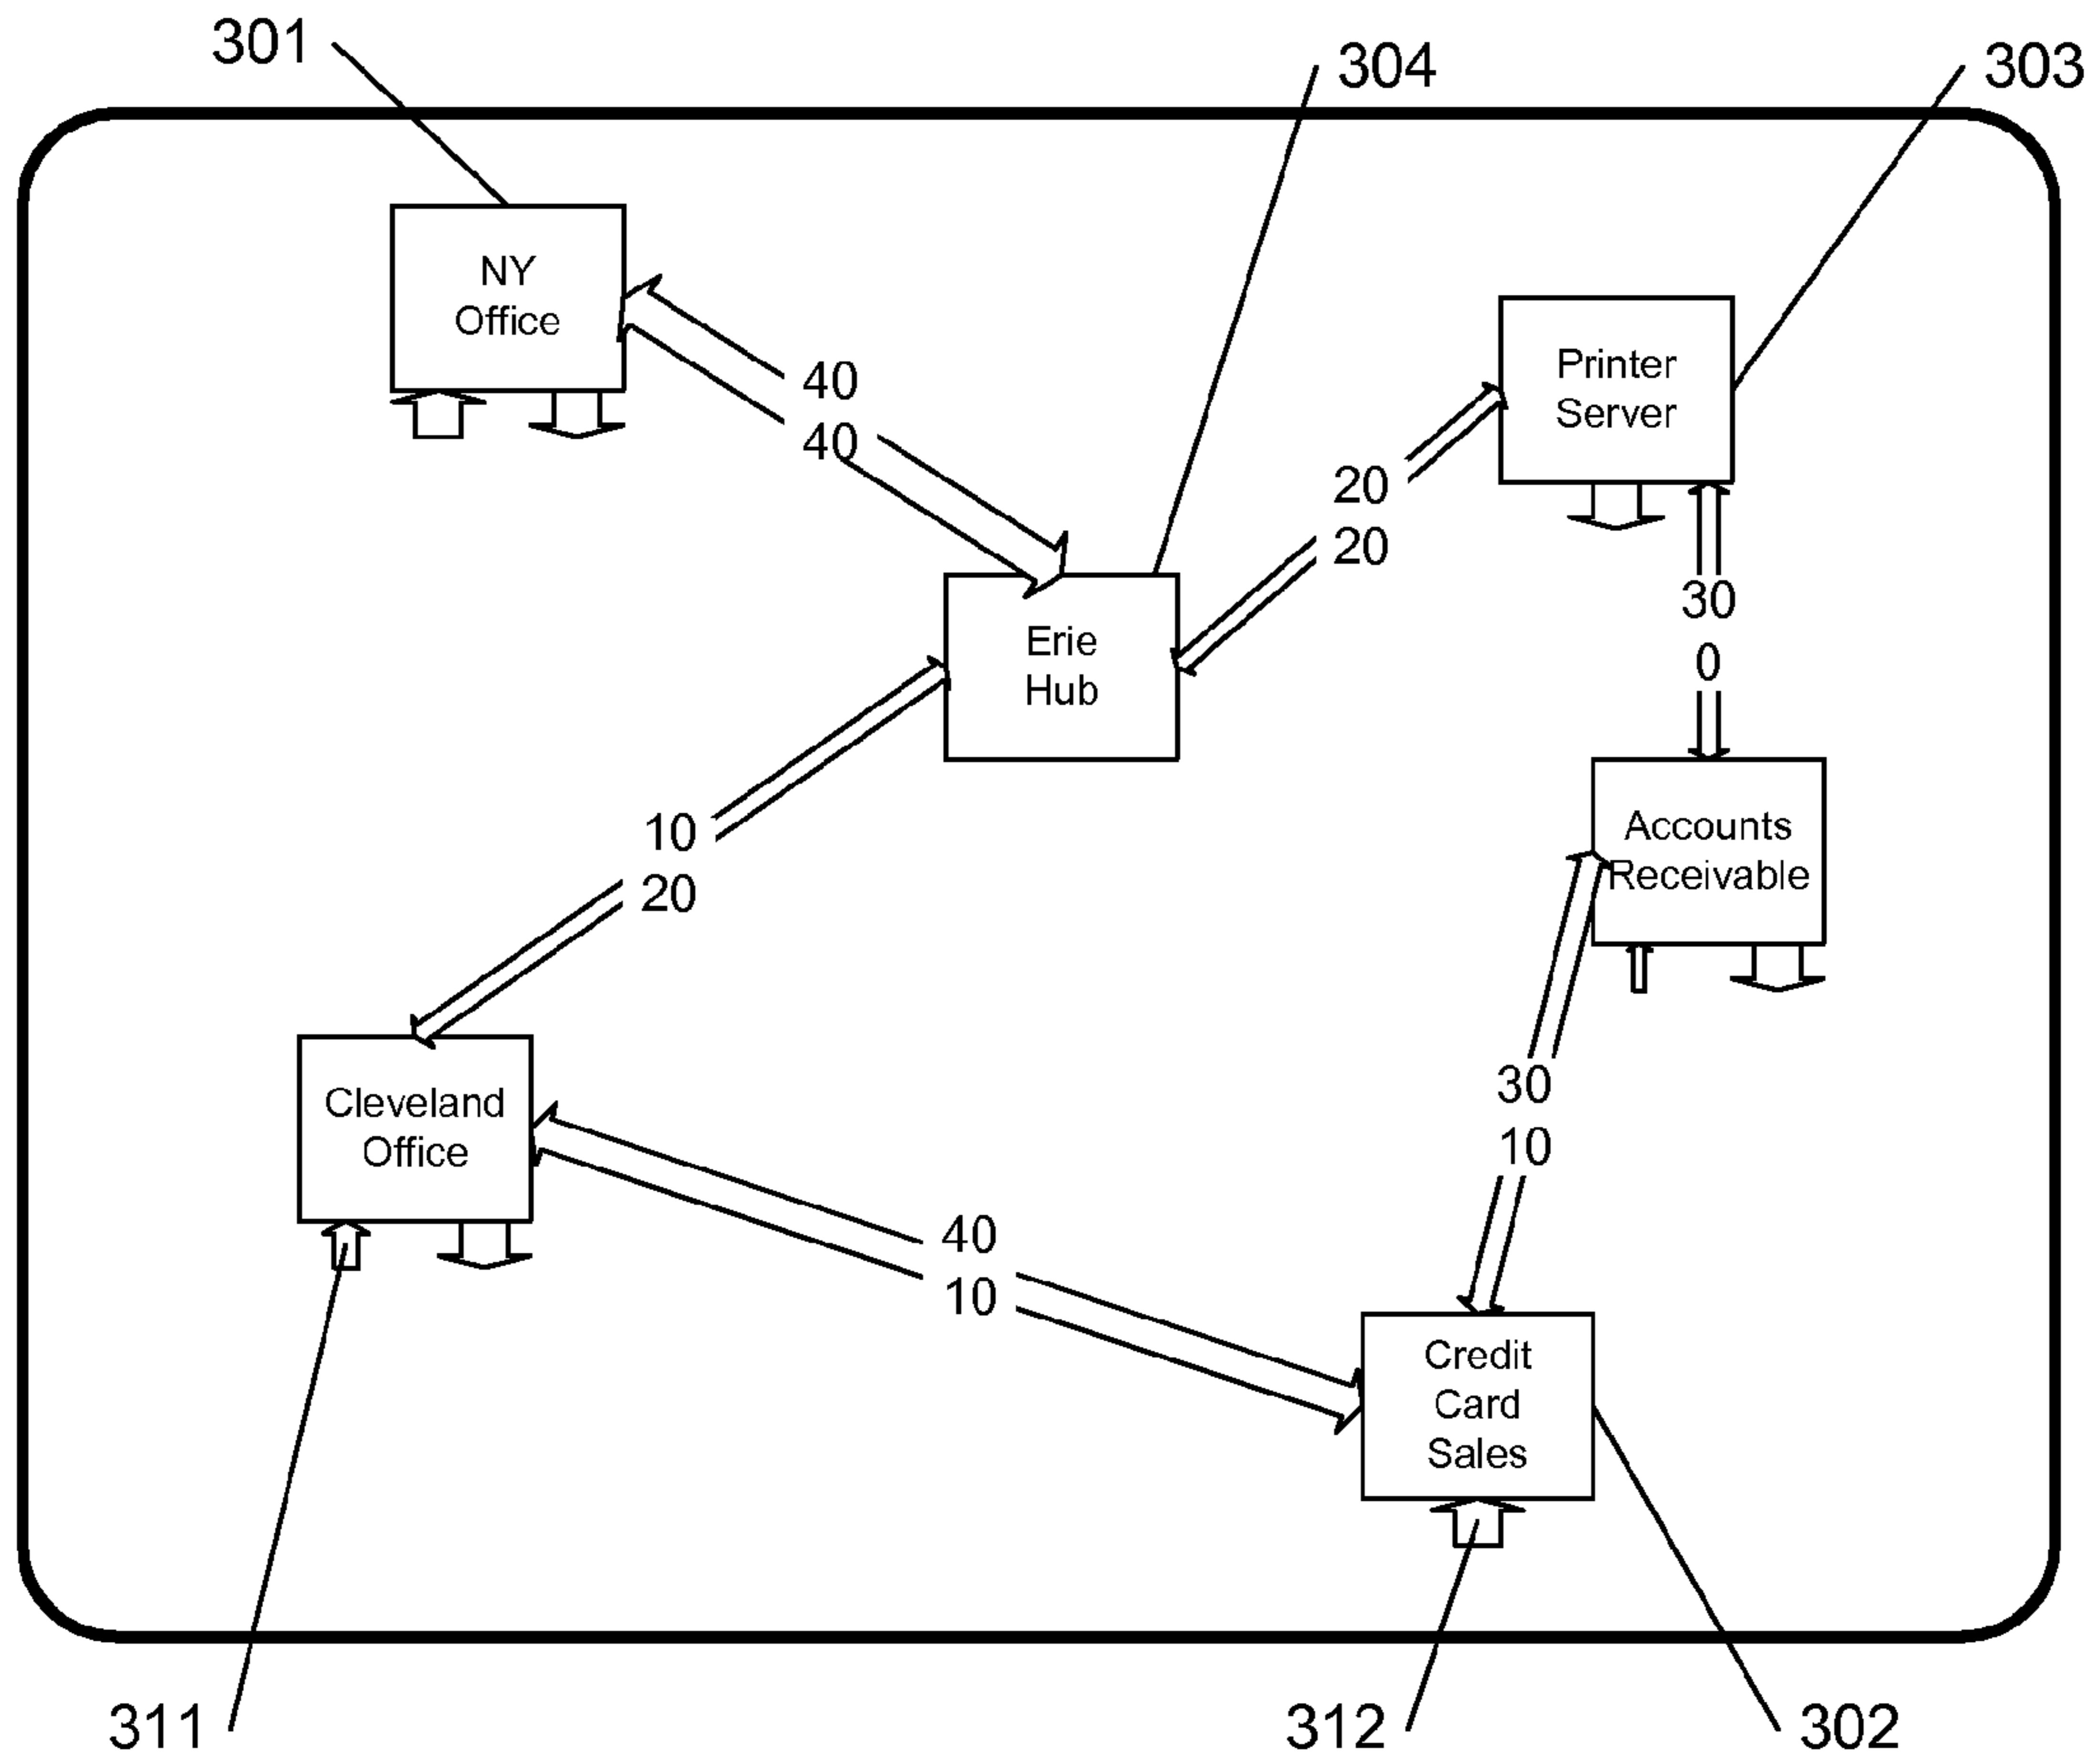 301
304
303
NY
Office
Printer
Server
40
40
20
20
30
0
Erie
Hub
10
20
Accounts
Receivable
Cleveland
Office
30
10
40
10
Credit
Card
Sales
311
312
302